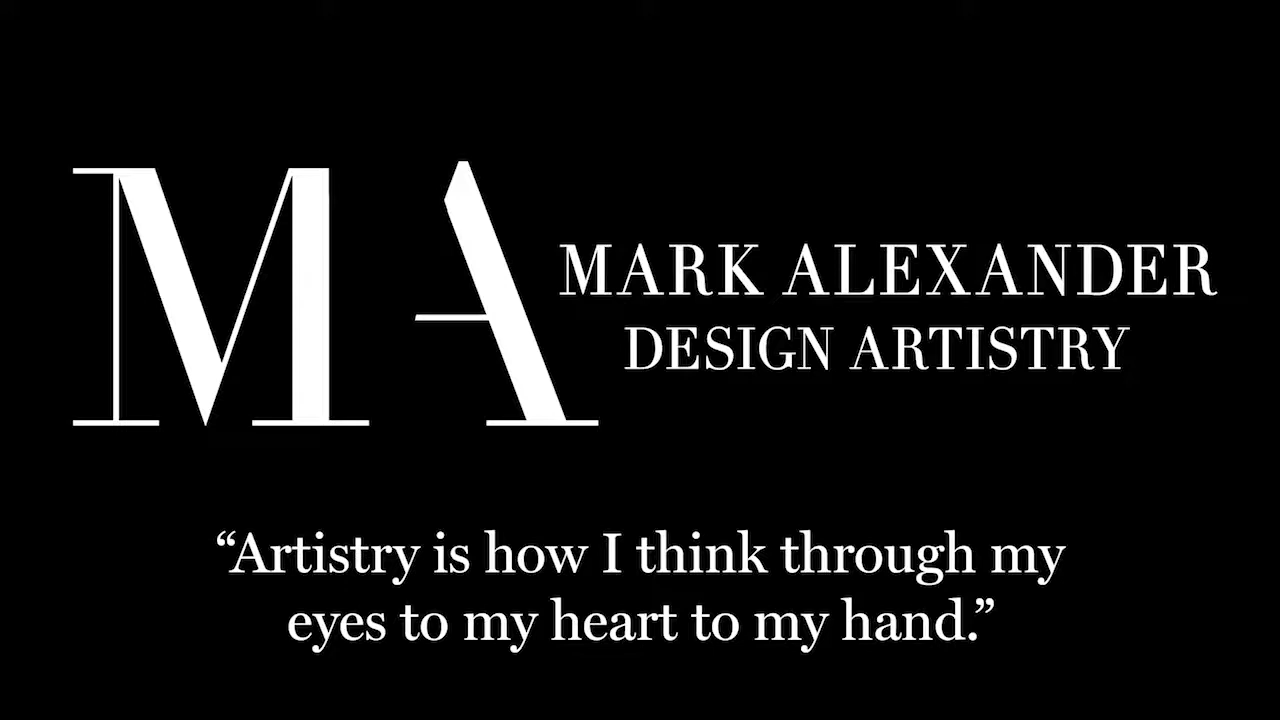 MA
MARK ALEXANDER
DESIGN ARTISTRY
“Artistry is how I think through my
eyes to my heart to my hand.”